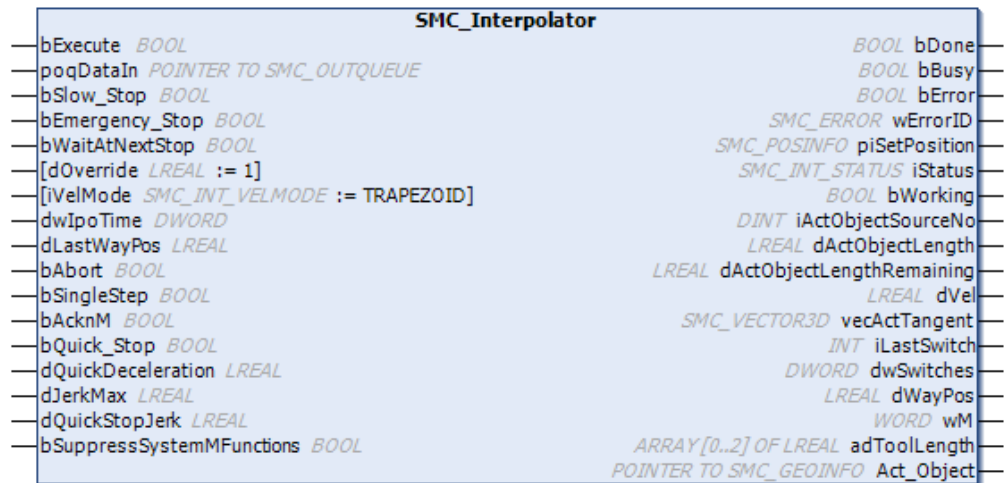 SMC_Interpolator
bExecute BOOL BOOL bDone
poqDataIn POINTER TO SMC_OUTQUEUE BOOL bBusy
bSlow_Stop BOOL BOOL bError
bEmergency_Stop BOOL SMC_ERROR wErrorID
bWaitAtNextStop BOOL SMC_POSINFO piSetPosition
[dOverride LREAL := 1] SMC_INT_STATUS iStatus
[iVelMode SMC_INT_VELMODE := TRAPEZOID] BOOL bWorking
dwIpoTime DWORD DINT iActObjectSourceNo
dLastWayPos LREAL LREAL dActObjectLength
bAbort BOOL LREAL dActObjectLengthRemaining
bSingleStep BOOL LREAL dVel
bAcknM BOOL SMC_VECTOR3D vecActTangent
bQuick_Stop BOOL INT iLastSwitch
dQuickDeceleration LREAL DWORD dwSwitches
dJerkMax LREAL LREAL dWayPos
dQuickStopJerk LREAL WORD wM
bSuppressSystemMFunctions BOOL ARRAY [0..2] OF LREAL adToolLength
POINTER TO SMC_GEOINFO Act_Object